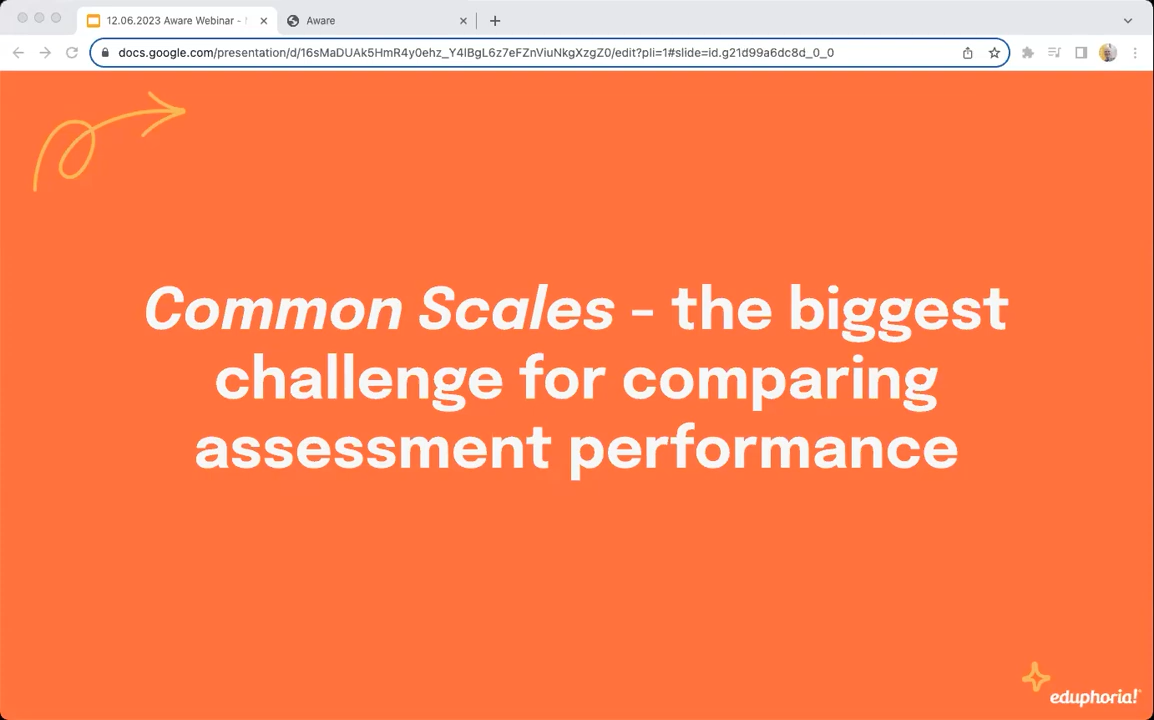 12.06.2023 Aware Webinar -
Aware
docs.google.com/presentation/d/16sMaDUAk5HmR4y0ehz_Y4lBgL6z7eFZnViuNkgXzgZ0/edit?pli=1#slide=id.g21d99a6dc8d_0_0
Common Scales - the biggest
challenge for comparing
assessment performance
eduphoria!